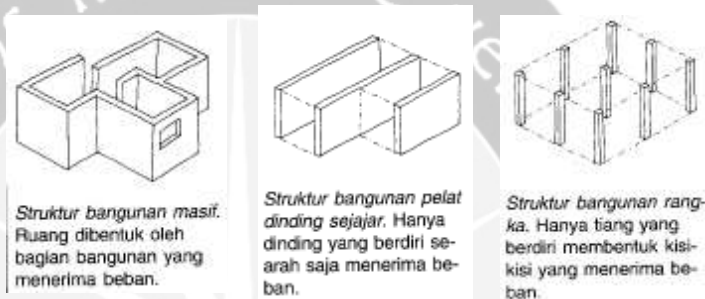 Struktur bangunan masif.
Ruang dibentuk oleh
bagian bangunan yang
menerima beban.
Struktur bangunan pelat
dinding sejajar. Hanya
dinding yang berdiri se-
arah saja menerima be-
ban.
Struktur bangunan rang-
ka. Hanya tiang yang
berdiri membentuk kisi-
kisi yang menerima be-
ban.